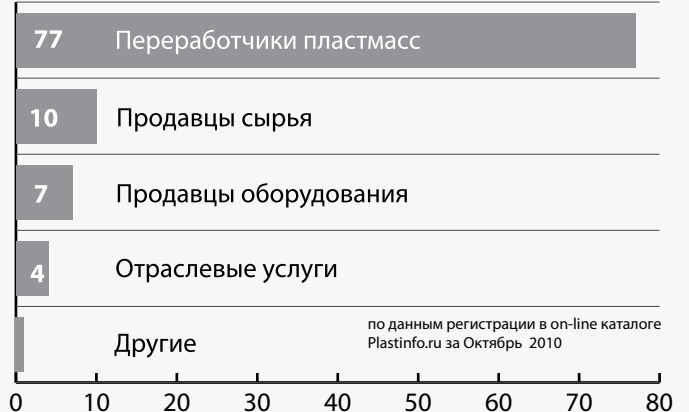 77 Переработчики пластмасс
10 Продавцы сырья
7 Продавцы оборудования
4 Отраслевые услуги
Другие
по данным регистрации в on-line каталоге
Plastinfo.ru за Октябрь 2010
0 10 20 30 40 50 60 70 80